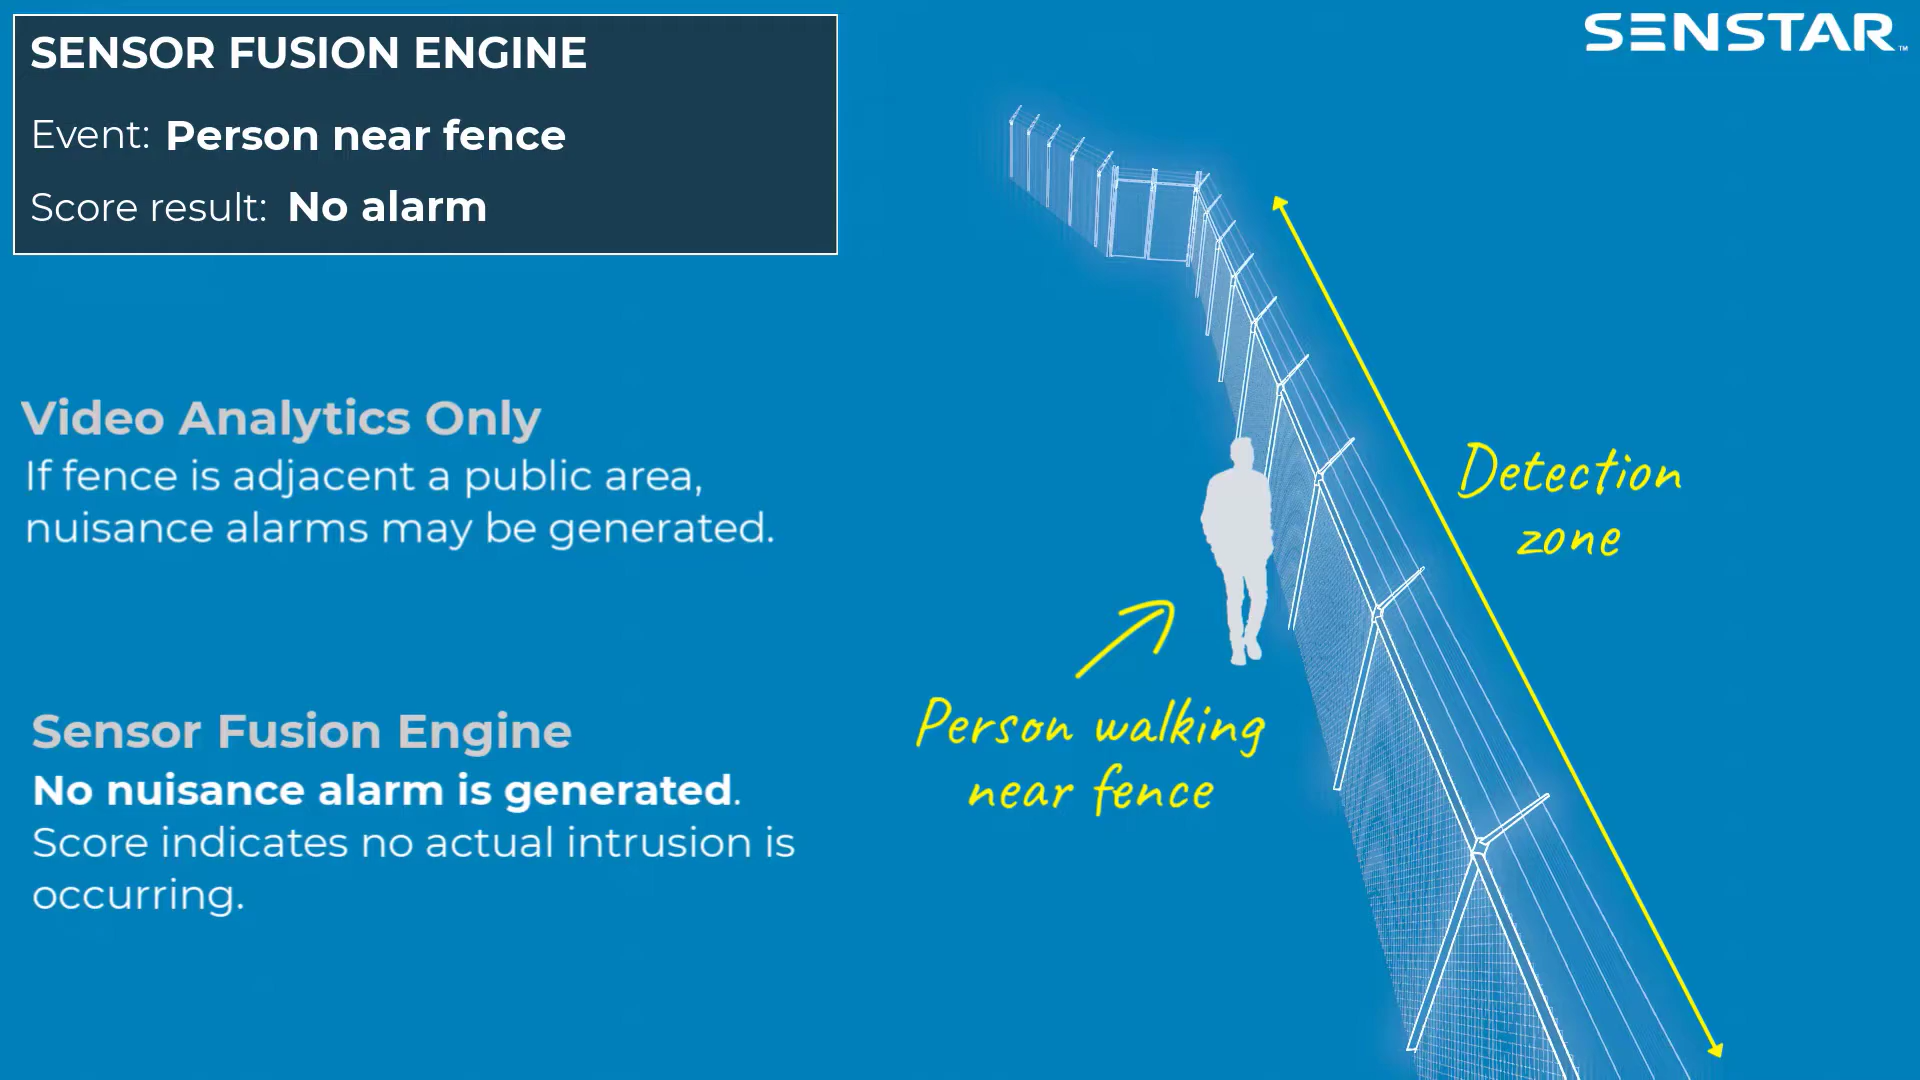 SENSOR FUSION ENGINE
Event: Person near fence
Score result: No alarm
SENSTAR™
Video Analytics Only
If fence is adjacent a public area,
nuisance alarms may be generated.
Sensor Fusion Engine
No nuisance alarm is generated.
Score indicates no actual intrusion is
occurring.
Detection
zone
Person walking
near fence